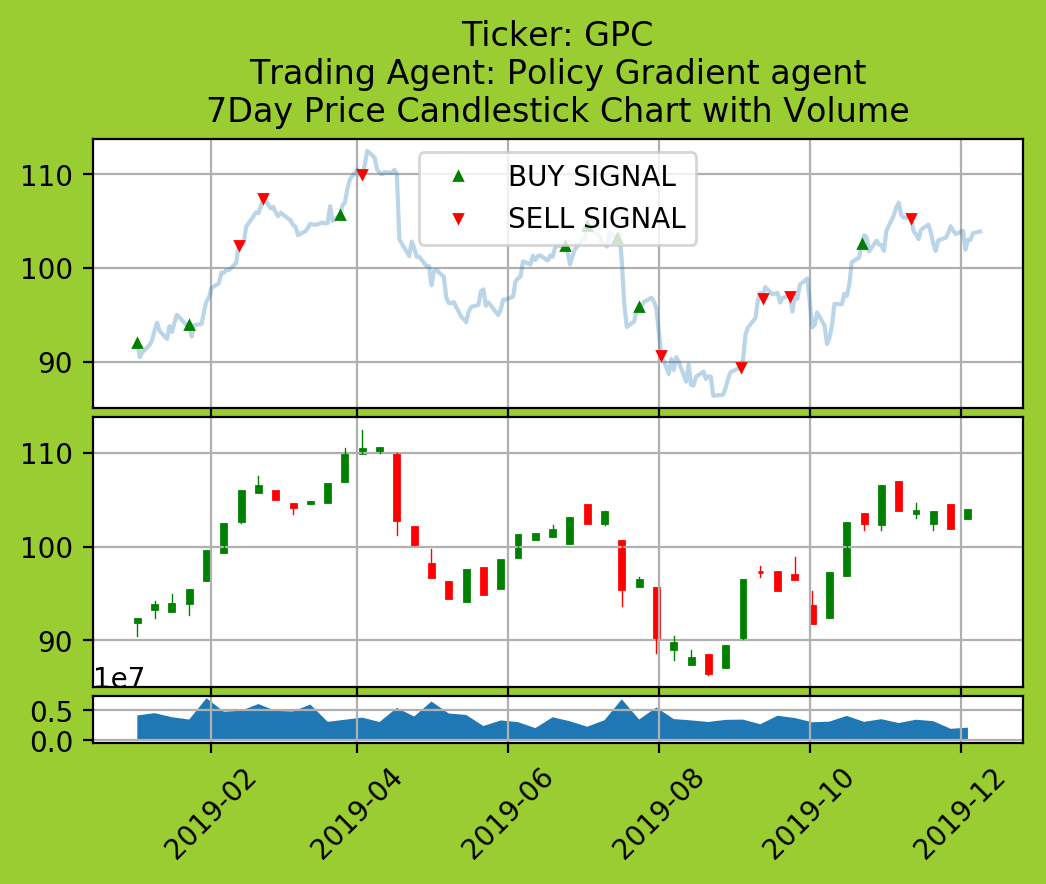 Ticker: GPC
Trading Agent: Policy Gradient agent
7Day Price Candlestick Chart with Volume
BUY SIGNAL
SELL SIGNAL
110
100
90
110
100
90
1e7
0.5
0.0
2019-02
2019-04
2019-06
2019-08
2019-10
2019-12